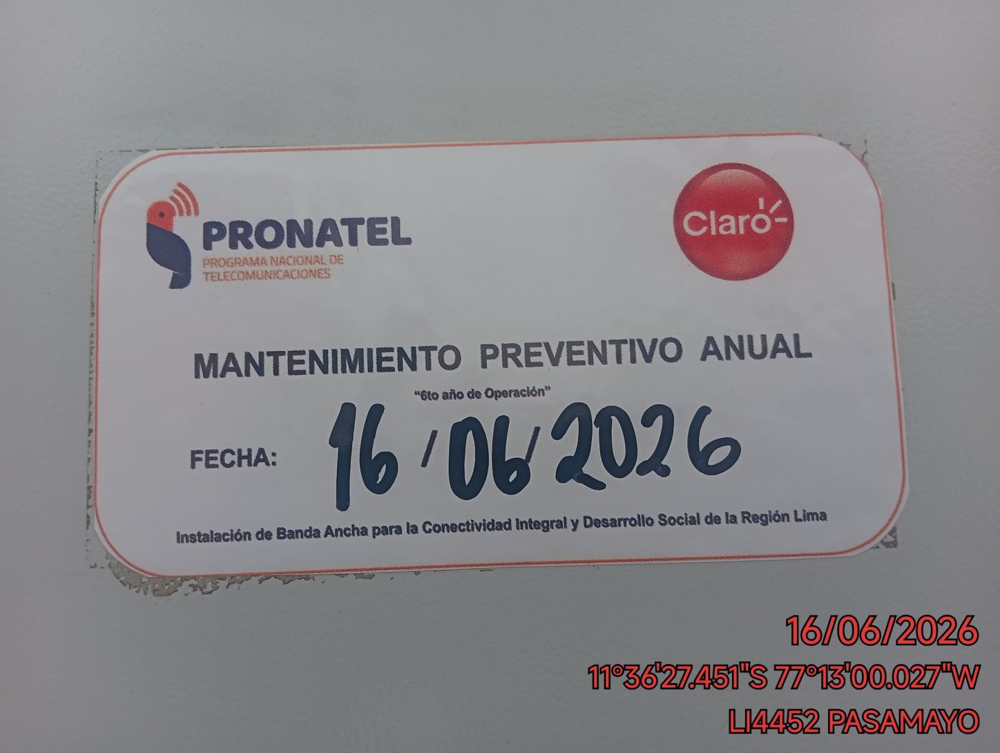 PRONATEL
PROGRAMA NACIONAL DE
TELECOMUNICACIONES
Claro
MANTENIMIENTO PREVENTIVO ANUAL
"6to año de Operación"
FECHA: 16/06/2026
Instalación de Banda Ancha para la Conectividad Integral y Desarrollo Social de la Región Lima
16/06/2026
11°36'27.451"S 77°13'00.027"W
LI4452 PASAMAYO